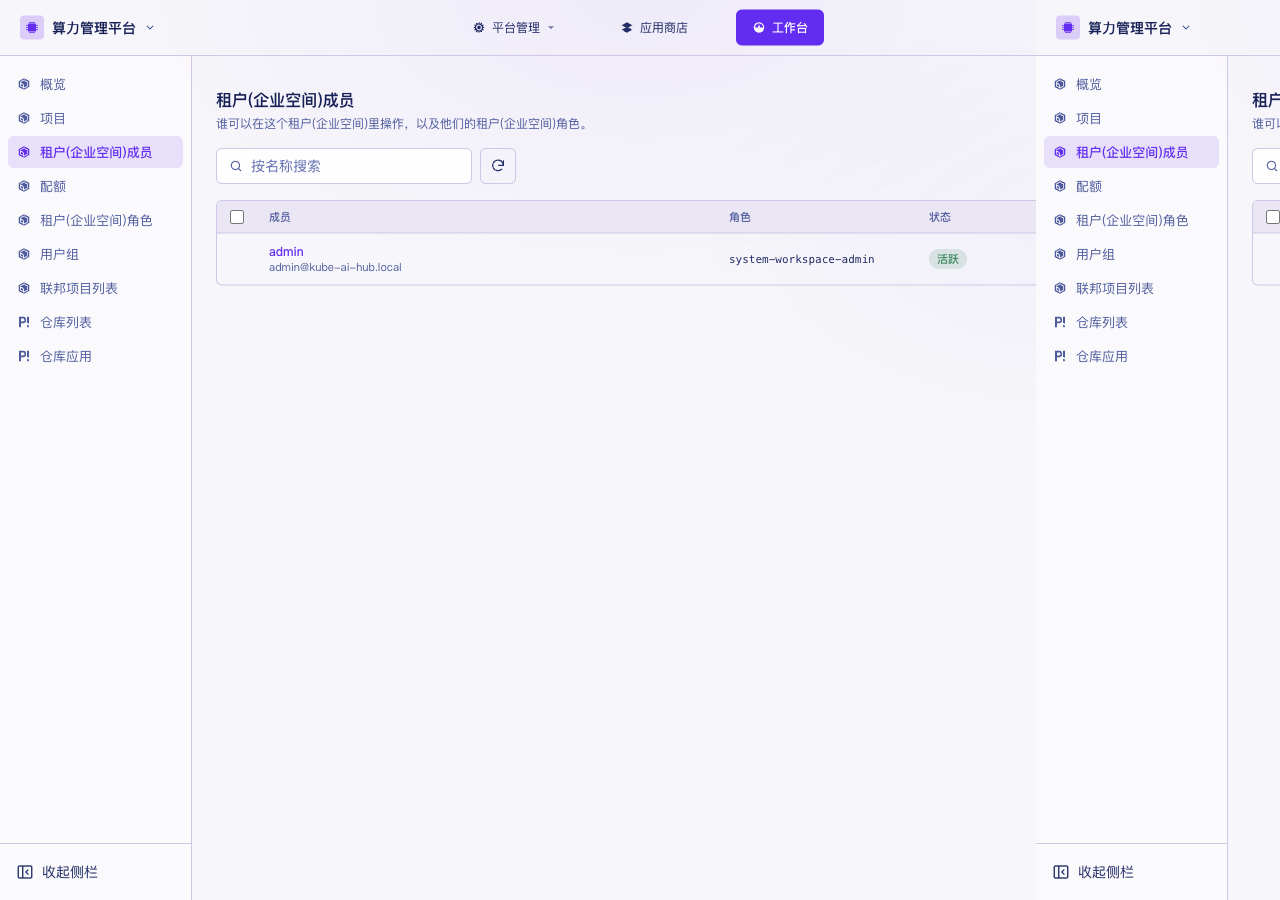 算力管理平台
平台管理
应用商店
工作台
算力管理平台
概览
项目
租户(企业空间)成员
配额
租户(企业空间)角色
用户组
联邦项目列表
P! 仓库列表
P! 仓库应用
收起侧栏
租户(企业空间)成员
谁可以在这个租户(企业空间)里操作，以及他们的租户(企业空间)角色。
按名称搜索
成员 角色 状态
admin
admin@kube-ai-hub.local
system-workspace-admin
活跃
概览
项目
租户(企业空间)成员
配额
租户(企业空间)角色
用户组
联邦项目列表
P! 仓库列表
P! 仓库应用
收起侧栏
租户
谁可以